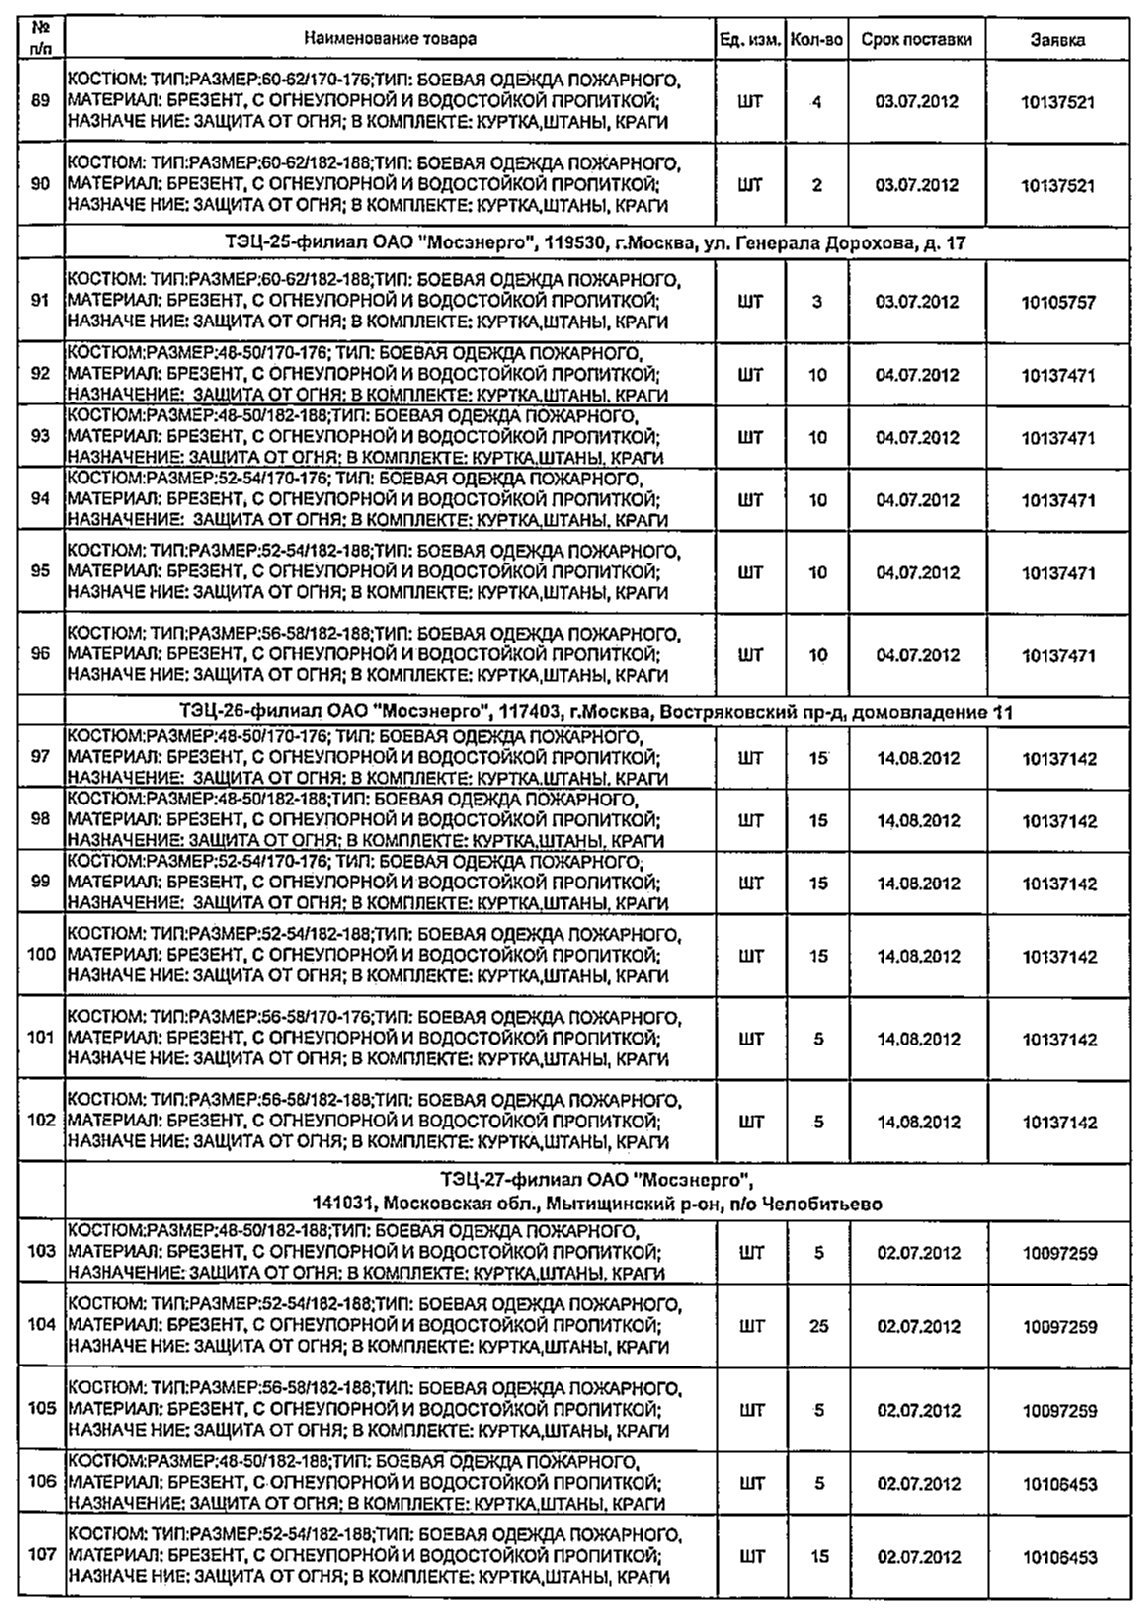 № п/п Наименование товара Ед. изм. Кол-во Срок поставки Заявка
КОСТЮМ: ТИП:РАЗМЕР:60-62/170-176;ТИП: БОЕВАЯ ОДЕЖДА ПОЖАРНОГО,
89 МАТЕРИАЛ: БРЕЗЕНТ, С ОГНЕУПОРНОЙ И ВОДОСТОЙКОЙ ПРОПИТКОЙ; ШТ 4 03.07.2012 10137521
НАЗНАЧЕ НИЕ: ЗАЩИТА ОТ ОГНЯ; В КОМПЛЕКТЕ: КУРТКА,ШТАНЫ, КРАГИ
КОСТЮМ: ТИП:РАЗМЕР:60-62/182-188;ТИП: БОЕВАЯ ОДЕЖДА ПОЖАРНОГО,
90 МАТЕРИАЛ: БРЕЗЕНТ, С ОГНЕУПОРНОЙ И ВОДОСТОЙКОЙ ПРОПИТКОЙ; ШТ 2 03.07.2012 10137521
НАЗНАЧЕ НИЕ: ЗАЩИТА ОТ ОГНЯ; В КОМПЛЕКТЕ: КУРТКА,ШТАНЫ, КРАГИ
ТЭЦ-25-филиал ОАО "Мосэнерго", 119530, г.Москва, ул. Генерала Дорохова, д. 17
КОСТЮМ: ТИП:РАЗМЕР:60-62/182-188;ТИП: БОЕВАЯ ОДЕЖДА ПОЖАРНОГО,
91 МАТЕРИАЛ: БРЕЗЕНТ, С ОГНЕУПОРНОЙ И ВОДОСТОЙКОЙ ПРОПИТКОЙ; ШТ 3 03.07.2012 10105757
НАЗНАЧЕ НИЕ: ЗАЩИТА ОТ ОГНЯ; В КОМПЛЕКТЕ: КУРТКА,ШТАНЫ, КРАГИ
КОСТЮМ:РАЗМЕР:48-50/170-176; ТИП: БОЕВАЯ ОДЕЖДА ПОЖАРНОГО,
92 МАТЕРИАЛ: БРЕЗЕНТ, С ОГНЕУПОРНОЙ И ВОДОСТОЙКОЙ ПРОПИТКОЙ; ШТ 10 04.07.2012 10137471
НАЗНАЧЕНИЕ: ЗАЩИТА ОТ ОГНЯ; В КОМПЛЕКТЕ: КУРТКА,ШТАНЫ, КРАГИ
КОСТЮМ:РАЗМЕР:48-50/182-188;ТИП: БОЕВАЯ ОДЕЖДА ПОЖАРНОГО,
93 МАТЕРИАЛ: БРЕЗЕНТ, С ОГНЕУПОРНОЙ И ВОДОСТОЙКОЙ ПРОПИТКОЙ; ШТ 10 04.07.2012 10137471
НАЗНАЧЕНИЕ: ЗАЩИТА ОТ ОГНЯ; В КОМПЛЕКТЕ: КУРТКА,ШТАНЫ, КРАГИ
КОСТЮМ:РАЗМЕР:52-54/170-176; ТИП: БОЕВАЯ ОДЕЖДА ПОЖАРНОГО,
94 МАТЕРИАЛ: БРЕЗЕНТ, С ОГНЕУПОРНОЙ И ВОДОСТОЙКОЙ ПРОПИТКОЙ; ШТ 10 04.07.2012 10137471
НАЗНАЧЕНИЕ: ЗАЩИТА ОТ ОГНЯ; В КОМПЛЕКТЕ: КУРТКА,ШТАНЫ, КРАГИ
КОСТЮМ: ТИП:РАЗМЕР:52-54/182-188;ТИП: БОЕВАЯ ОДЕЖДА ПОЖАРНОГО,
95 МАТЕРИАЛ: БРЕЗЕНТ, С ОГНЕУПОРНОЙ И ВОДОСТОЙКОЙ ПРОПИТКОЙ; ШТ 10 04.07.2012 10137471
НАЗНАЧЕ НИЕ: ЗАЩИТА ОТ ОГНЯ; В КОМПЛЕКТЕ: КУРТКА,ШТАНЫ, КРАГИ
КОСТЮМ: ТИП:РАЗМЕР:56-58/182-188;ТИП: БОЕВАЯ ОДЕЖДА ПОЖАРНОГО,
96 МАТЕРИАЛ: БРЕЗЕНТ, С ОГНЕУПОРНОЙ И ВОДОСТОЙКОЙ ПРОПИТКОЙ; ШТ 10 04.07.2012 10137471
НАЗНАЧЕ НИЕ: ЗАЩИТА ОТ ОГНЯ; В КОМПЛЕКТЕ: КУРТКА,ШТАНЫ, КРАГИ
ТЭЦ-26-филиал ОАО "Мосэнерго", 117403, г.Москва, Востряковский пр-д, домовладение 11
КОСТЮМ:РАЗМЕР:48-50/170-176; ТИП: БОЕВАЯ ОДЕЖДА ПОЖАРНОГО,
97 МАТЕРИАЛ: БРЕЗЕНТ, С ОГНЕУПОРНОЙ И ВОДОСТОЙКОЙ ПРОПИТКОЙ; ШТ 15 14.08.2012 10137142
НАЗНАЧЕНИЕ: ЗАЩИТА ОТ ОГНЯ; В КОМПЛЕКТЕ: КУРТКА,ШТАНЫ, КРАГИ
КОСТЮМ:РАЗМЕР:48-50/182-188;ТИП: БОЕВАЯ ОДЕЖДА ПОЖАРНОГО,
98 МАТЕРИАЛ: БРЕЗЕНТ, С ОГНЕУПОРНОЙ И ВОДОСТОЙКОЙ ПРОПИТКОЙ; ШТ 15 14.08.2012 10137142
НАЗНАЧЕНИЕ: ЗАЩИТА ОТ ОГНЯ; В КОМПЛЕКТЕ: КУРТКА,ШТАНЫ, КРАГИ
КОСТЮМ:РАЗМЕР:52-54/170-176; ТИП: БОЕВАЯ ОДЕЖДА ПОЖАРНОГО,
99 МАТЕРИАЛ: БРЕЗЕНТ, С ОГНЕУПОРНОЙ И ВОДОСТОЙКОЙ ПРОПИТКОЙ; ШТ 15 14.08.2012 10137142
НАЗНАЧЕНИЕ: ЗАЩИТА ОТ ОГНЯ; В КОМПЛЕКТЕ: КУРТКА,ШТАНЫ, КРАГИ
КОСТЮМ: ТИП:РАЗМЕР:52-54/182-188;ТИП: БОЕВАЯ ОДЕЖДА ПОЖАРНОГО,
100 МАТЕРИАЛ: БРЕЗЕНТ, С ОГНЕУПОРНОЙ И ВОДОСТОЙКОЙ ПРОПИТКОЙ; ШТ 15 14.08.2012 10137142
НАЗНАЧЕ НИЕ: ЗАЩИТА ОТ ОГНЯ; В КОМПЛЕКТЕ: КУРТКА,ШТАНЫ, КРАГИ
КОСТЮМ: ТИП:РАЗМЕР:56-58/170-176;ТИП: БОЕВАЯ ОДЕЖДА ПОЖАРНОГО,
101 МАТЕРИАЛ: БРЕЗЕНТ, С ОГНЕУПОРНОЙ И ВОДОСТОЙКОЙ ПРОПИТКОЙ; ШТ 5 14.08.2012 10137142
НАЗНАЧЕ НИЕ: ЗАЩИТА ОТ ОГНЯ; В КОМПЛЕКТЕ: КУРТКА,ШТАНЫ, КРАГИ
КОСТЮМ: ТИП:РАЗМЕР:56-58/182-188;ТИП: БОЕВАЯ ОДЕЖДА ПОЖАРНОГО,
102 МАТЕРИАЛ: БРЕЗЕНТ, С ОГНЕУПОРНОЙ И ВОДОСТОЙКОЙ ПРОПИТКОЙ; ШТ 5 14.08.2012 10137142
НАЗНАЧЕ НИЕ: ЗАЩИТА ОТ ОГНЯ; В КОМПЛЕКТЕ: КУРТКА,ШТАНЫ, КРАГИ
ТЭЦ-27-филиал ОАО "Мосэнерго",
141031, Московская обл., Мытищинский р-он, п/о Челобитьево
КОСТЮМ:РАЗМЕР:48-50/182-188;ТИП: БОЕВАЯ ОДЕЖДА ПОЖАРНОГО,
103 МАТЕРИАЛ: БРЕЗЕНТ, С ОГНЕУПОРНОЙ И ВОДОСТОЙКОЙ ПРОПИТКОЙ; ШТ 5 02.07.2012 10097259
НАЗНАЧЕНИЕ: ЗАЩИТА ОТ ОГНЯ; В КОМПЛЕКТЕ: КУРТКА,ШТАНЫ, КРАГИ
КОСТЮМ: ТИП:РАЗМЕР:52-54/182-188;ТИП: БОЕВАЯ ОДЕЖДА ПОЖАРНОГО,
104 МАТЕРИАЛ: БРЕЗЕНТ, С ОГНЕУПОРНОЙ И ВОДОСТОЙКОЙ ПРОПИТКОЙ; ШТ 25 02.07.2012 10097259
НАЗНАЧЕ НИЕ: ЗАЩИТА ОТ ОГНЯ; В КОМПЛЕКТЕ: КУРТКА,ШТАНЫ, КРАГИ
КОСТЮМ: ТИП:РАЗМЕР:56-58/182-188;ТИП: БОЕВАЯ ОДЕЖДА ПОЖАРНОГО,
105 МАТЕРИАЛ: БРЕЗЕНТ, С ОГНЕУПОРНОЙ И ВОДОСТОЙКОЙ ПРОПИТКОЙ; ШТ 5 02.07.2012 10097259
НАЗНАЧЕ НИЕ: ЗАЩИТА ОТ ОГНЯ; В КОМПЛЕКТЕ: КУРТКА,ШТАНЫ, КРАГИ
КОСТЮМ:РАЗМЕР:48-50/182-188;ТИП: БОЕВАЯ ОДЕЖДА ПОЖАРНОГО,
106 МАТЕРИАЛ: БРЕЗЕНТ, С ОГНЕУПОРНОЙ И ВОДОСТОЙКОЙ ПРОПИТКОЙ; ШТ 5 02.07.2012 10106453
НАЗНАЧЕНИЕ: ЗАЩИТА ОТ ОГНЯ; В КОМПЛЕКТЕ: КУРТКА,ШТАНЫ, КРАГИ
КОСТЮМ: ТИП:РАЗМЕР:52-54/182-188;ТИП: БОЕВАЯ ОДЕЖДА ПОЖАРНОГО,
107 МАТЕРИАЛ: БРЕЗЕНТ, С ОГНЕУПОРНОЙ И ВОДОСТОЙКОЙ ПРОПИТКОЙ; ШТ 15 02.07.2012 10106453
НАЗНАЧЕ НИЕ: ЗАЩИТА ОТ ОГНЯ; В КОМПЛЕКТЕ: КУРТКА,ШТАНЫ, КРАГИ